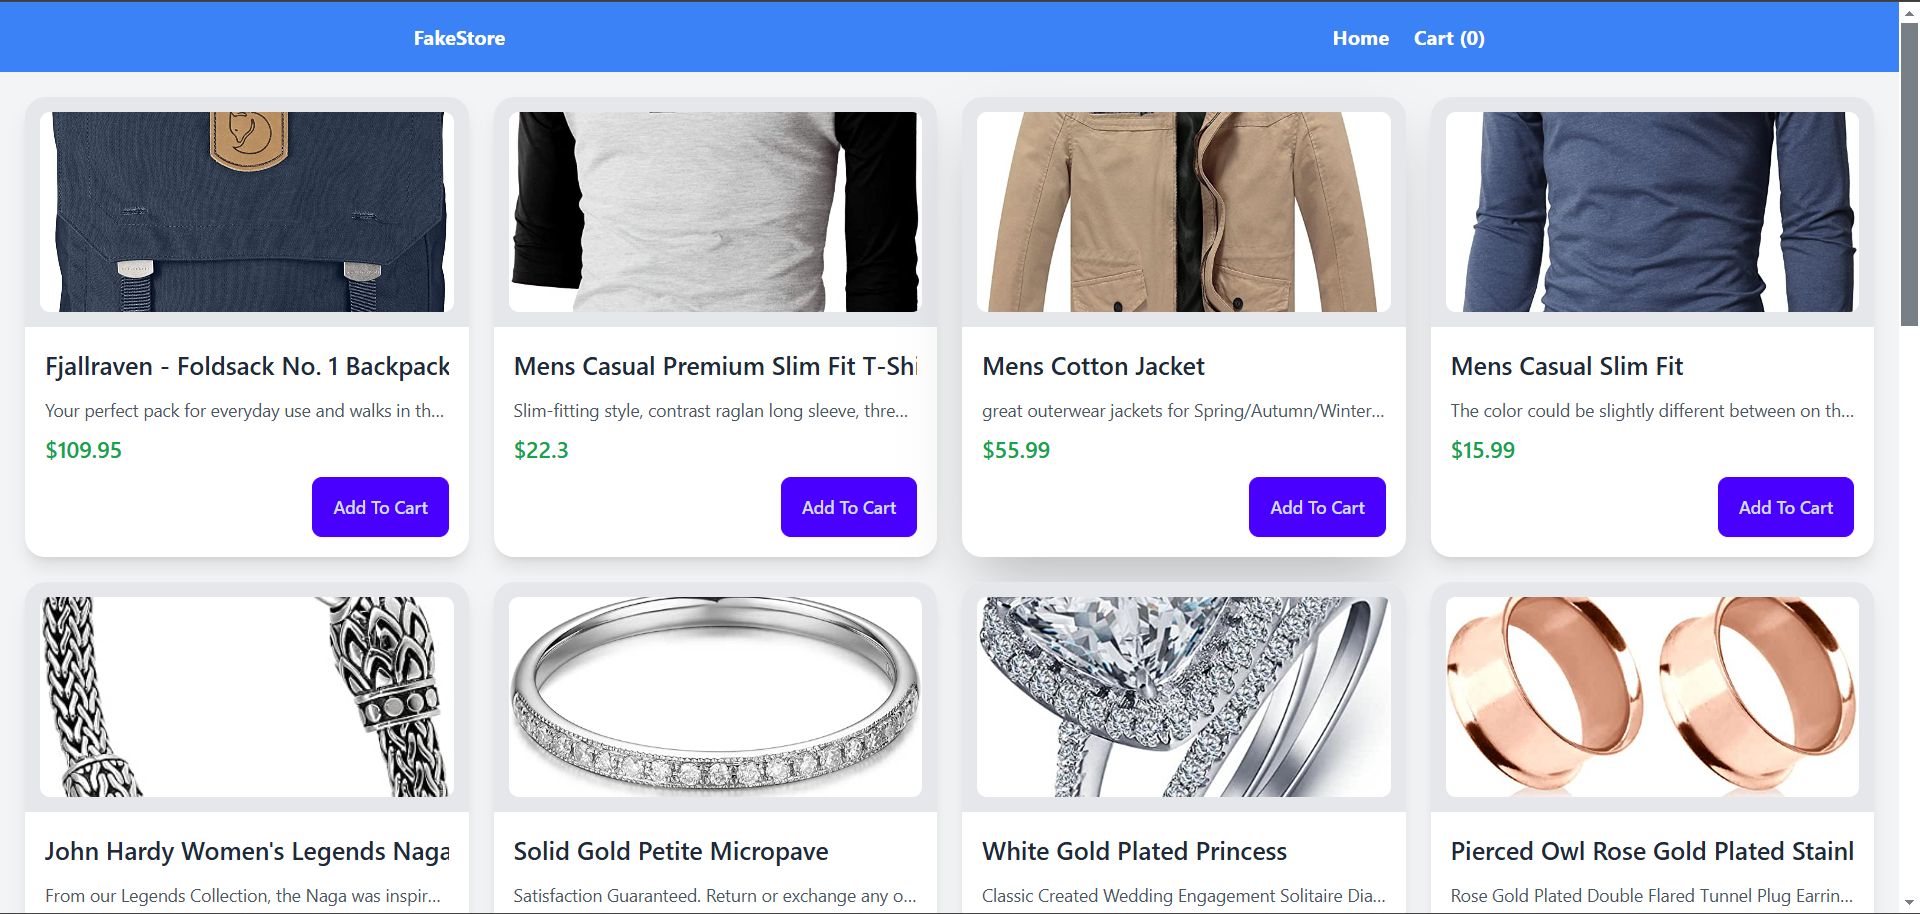 FakeStore
Home Cart (0)
Fjallraven - Foldsack No. 1 Backpack
Your perfect pack for everyday use and walks in th...
$109.95
Add To Cart
Mens Casual Premium Slim Fit T-Shi
Slim-fitting style, contrast raglan long sleeve, thre...
$22.3
Add To Cart
Mens Cotton Jacket
great outerwear jackets for Spring/Autumn/Winter...
$55.99
Add To Cart
Mens Casual Slim Fit
The color could be slightly different between on th...
$15.99
Add To Cart
John Hardy Women's Legends Naga
From our Legends Collection, the Naga was inspir...
Solid Gold Petite Micropave
Satisfaction Guaranteed. Return or exchange any o...
White Gold Plated Princess
Classic Created Wedding Engagement Solitaire Dia...
Pierced Owl Rose Gold Plated Stainl
Rose Gold Plated Double Flared Tunnel Plug Earrin...